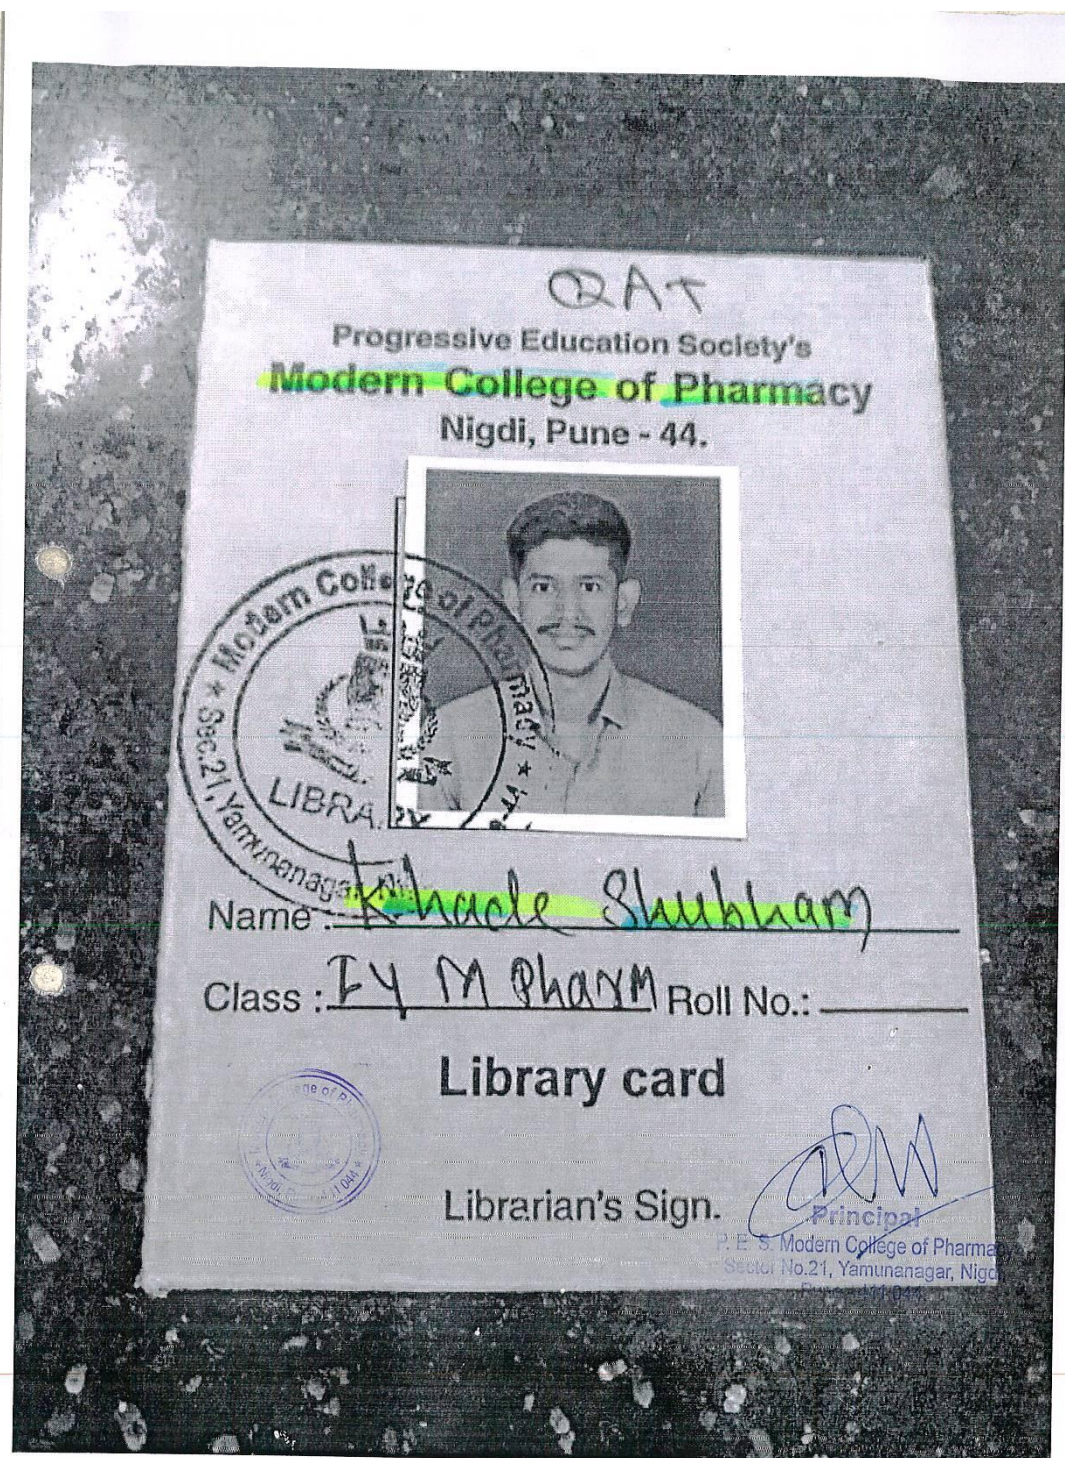 QAT
Progressive Education Society's
Modern College of Pharmacy
Nigdi, Pune - 44.
Modern College of Pharmacy
Sec.21, Yamunanagar, Ni
LIBRA
Name : Khade Shubham
Class : I Y M Pharm Roll No.:
Library card
Librarian's Sign.
Principal
P. E. S. Modern College of Pharma
Sector No.21, Yamunanagar, Nigd